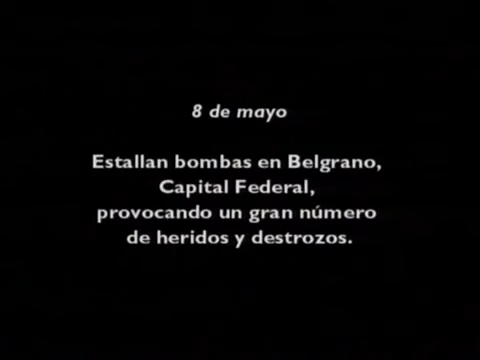 8 de mayo
Estallan bombas en Belgrano,
Capital Federal,
provocando un gran número
de heridos y destrozos.